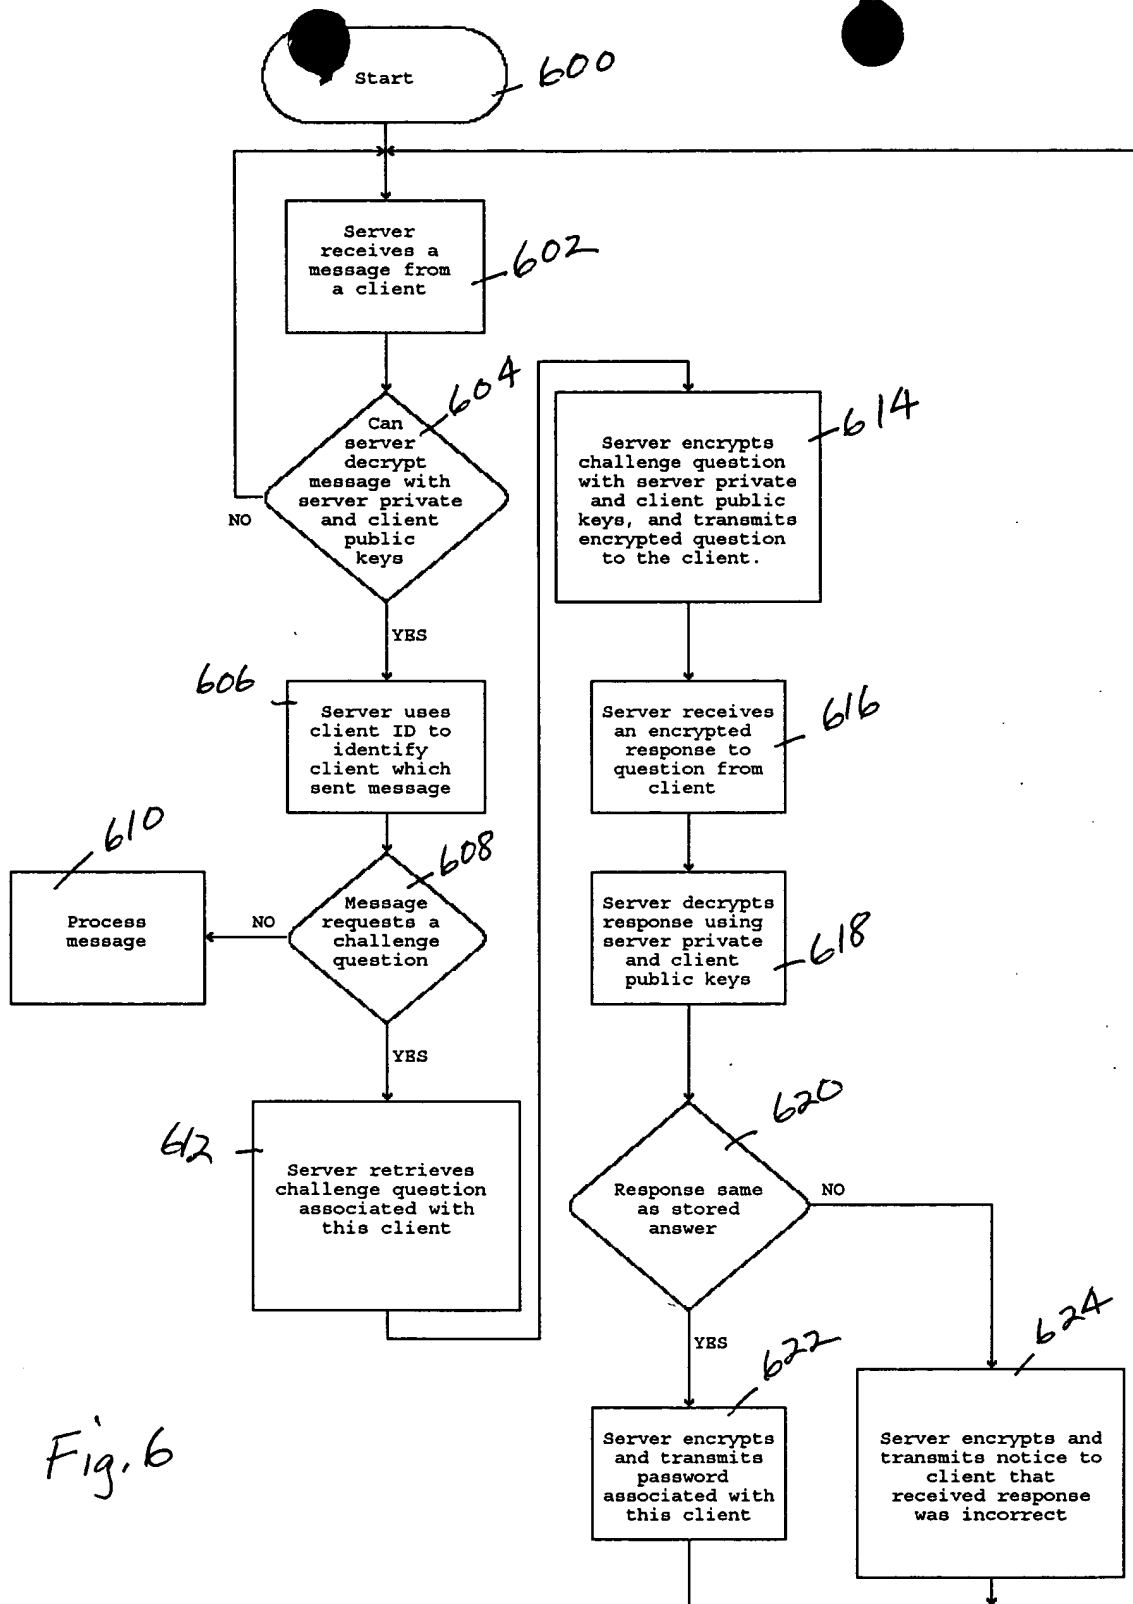 Start
600
Server
receives a
message from
a client
602
Can
server
decrypt
message with
server private
and client
public
keys
604
NO
YES
606
Server uses
client ID to
identify
client which
sent message
610
Process
message
NO
608
Message
requests a
challenge
question
YES
612
Server retrieves
challenge question
associated with
this client
614
Server encrypts
challenge question
with server private
and client public
keys, and transmits
encrypted question
to the client.
616
Server receives
an encrypted
response to
question from
client
618
Server decrypts
response using
server private
and client
public keys
620
Response same
as stored
answer
NO
YES
622
Server encrypts
and transmits
password
associated with
this client
624
Server encrypts and
transmits notice to
client that
received response
was incorrect
Fig. 6